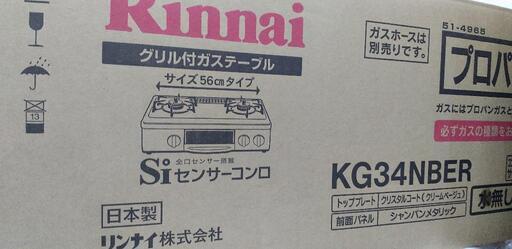 Rinnai
グリル付ガステーブル
サイズ56cmタイプ
全口センサー搭載
Siセンサーコンロ
日本製
リンナイ株式会社
13
ガスホースは
別売りです。
51-4965
プロパ
ガスにはプロパンガスと
必ずガスの種類をお
KG34NBER
トッププレート クリスタルコート(クリームベージュ)
前面パネル シャンパンメタリック
水無し